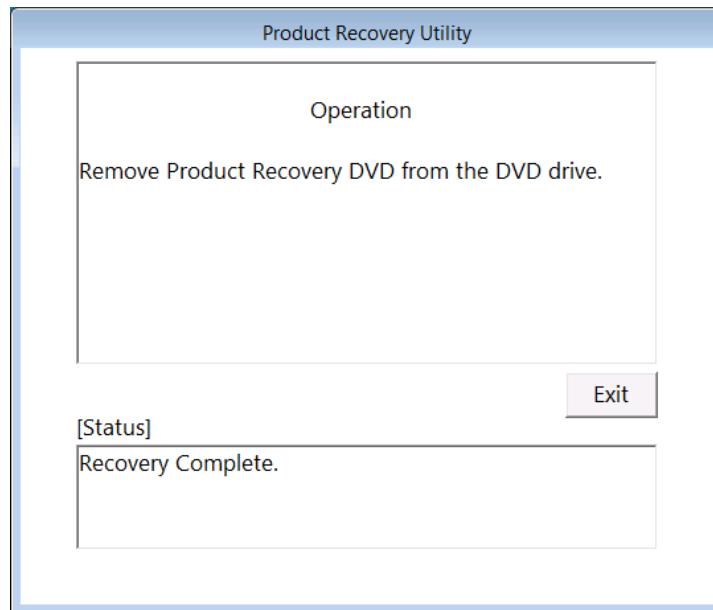 Product Recovery Utility
Operation
Remove Product Recovery DVD from the DVD drive.
Exit
[Status]
Recovery Complete.